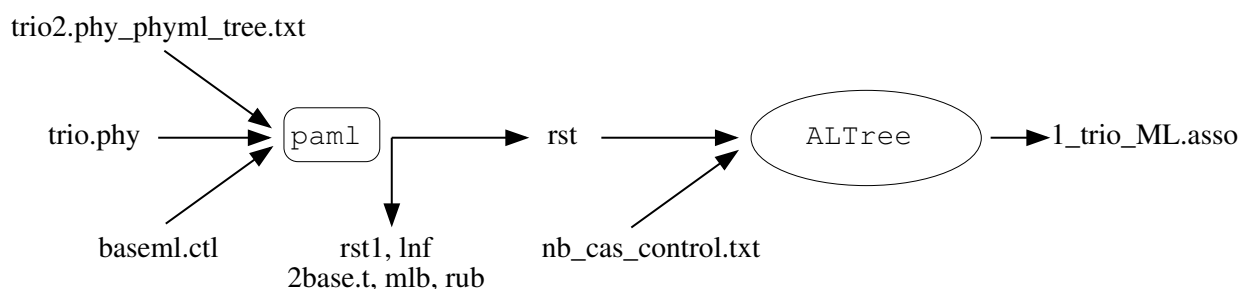 trio2.phy_phyml_tree.txt
trio.phy
paml
rst
ALTree
1_trio_ML.asso
baseml.ctl
rst1, lnf
2base.t, mlb, rub
nb_cas_control.txt